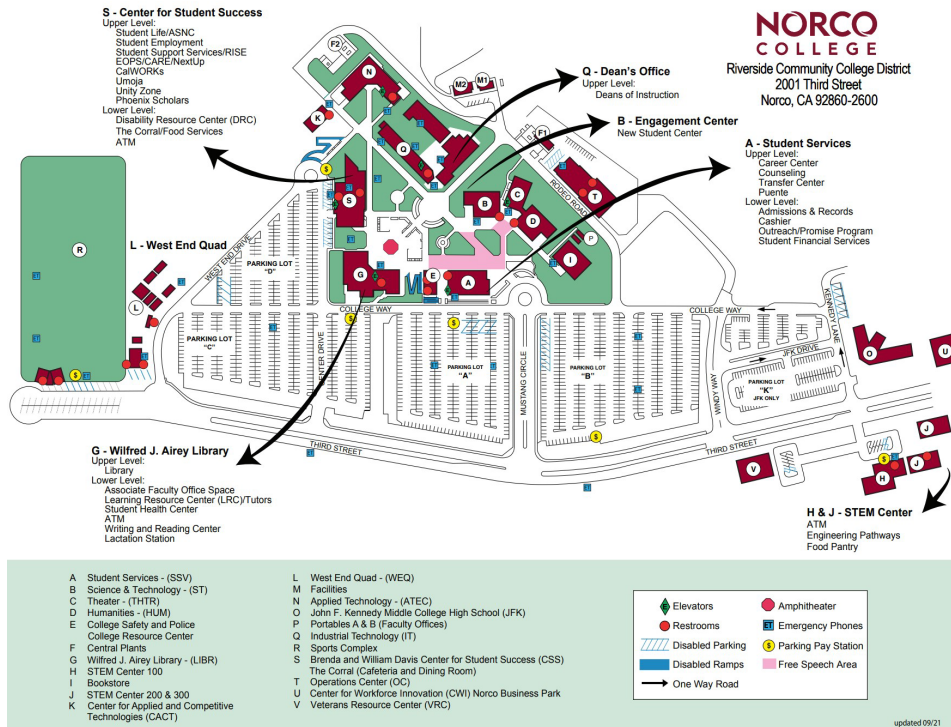 S - Center for Student Success
Upper Level:
Student Life/ASNC
Student Employment
Student Support Services/RISE
EOPS/CARE/NextUp
CalWORKs
Umoja
Unity Zone
Phoenix Scholars
Lower Level:
Disability Resource Center (DRC)
The Corral/Food Services
ATM
NORCO
COLLEGE
Riverside Community College District
2001 Third Street
Norco, CA 92860-2600
Q - Dean's Office
Upper Level:
Deans of Instruction
B - Engagement Center
New Student Center
A - Student Services
Upper Level:
Career Center
Counseling
Transfer Center
Puente
Lower Level:
Admissions & Records
Cashier
Outreach/Promise Program
Student Financial Services
F2
N
M2
M1
K
Q
F1
S
B
C
D
T
RODEO ROAD
P
I
R
L - West End Quad
L
WEST END DRIVE
PARKING LOT
"D"
G
E
A
COLLEGE WAY
COLLEGE WAY
KENNEDY LANE
PARKING LOT
"C"
CENTER DRIVE
PARKING LOT
"A"
MUSTANG CIRCLE
PARKING LOT
"B"
WINDY WAY
JFK DRIVE
PARKING LOT
"K"
JFK ONLY
O
U
THIRD STREET
THIRD STREET
V
J
J
H
G - Wilfred J. Airey Library
Upper Level:
Library
Lower Level:
Associate Faculty Office Space
Learning Resource Center (LRC)/Tutors
Student Health Center
ATM
Writing and Reading Center
Lactation Station
H & J - STEM Center
ATM
Engineering Pathways
Food Pantry
A Student Services - (SSV)
B Science & Technology - (ST)
C Theater - (THTR)
D Humanities - (HUM)
E College Safety and Police
College Resource Center
F Central Plants
G Wilfred J. Airey Library - (LIBR)
H STEM Center 100
I Bookstore
J STEM Center 200 & 300
K Center for Applied and Competitive
Technologies (CACT)
L West End Quad - (WEQ)
M Facilities
N Applied Technology - (ATEC)
O John F. Kennedy Middle College High School (JFK)
P Portables A & B (Faculty Offices)
Q Industrial Technology (IT)
R Sports Complex
S Brenda and William Davis Center for Student Success (CSS)
The Corral (Cafeteria and Dining Room)
T Operations Center (OC)
U Center for Workforce Innovation (CWI) Norco Business Park
V Veterans Resource Center (VRC)
E Elevators
Restrooms
Disabled Parking
Disabled Ramps
One Way Road
Amphitheater
ET Emergency Phones
$ Parking Pay Station
Free Speech Area
updated 09/21